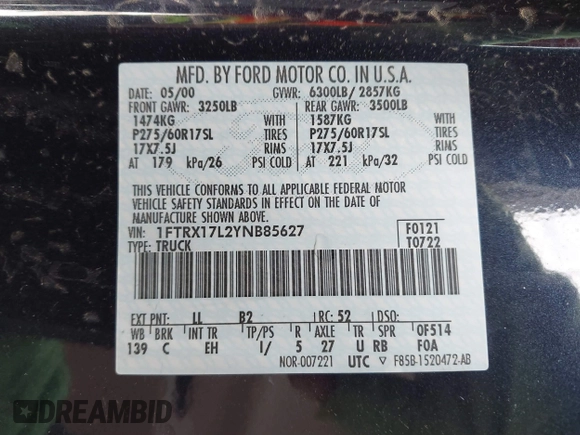 MFD. BY FORD MOTOR CO. IN U.S.A.
DATE: 05/00 GVWR: 6300LB/ 2857KG
FRONT GAWR: 3250LB REAR GAWR: 3500LB
1474KG WITH 1587KG WITH
P275/60R17SL TIRES P275/60R17SL TIRES
17X7.5J RIMS 17X7.5J RIMS
AT 179 kPa/26 PSI COLD AT 221 kPa/32 PSI COLD
THIS VEHICLE CONFORMS TO ALL APPLICABLE FEDERAL MOTOR
VEHICLE SAFETY STANDARDS IN EFFECT ON THE DATE OF
MANUFACTURE SHOWN ABOVE.
VIN: 1FTRX17L2YNB85627 F0121
TYPE: TRUCK T0722
EXT PNT: LL B2 RC: 52 DSO:
WB BRK INT TR TP/PS R AXLE TR SPR 0F514
139 C EH I/ 5 27 U RB F0A
NOR-007221 UTC ▽ F85B-1520472-AB
DREAMBID